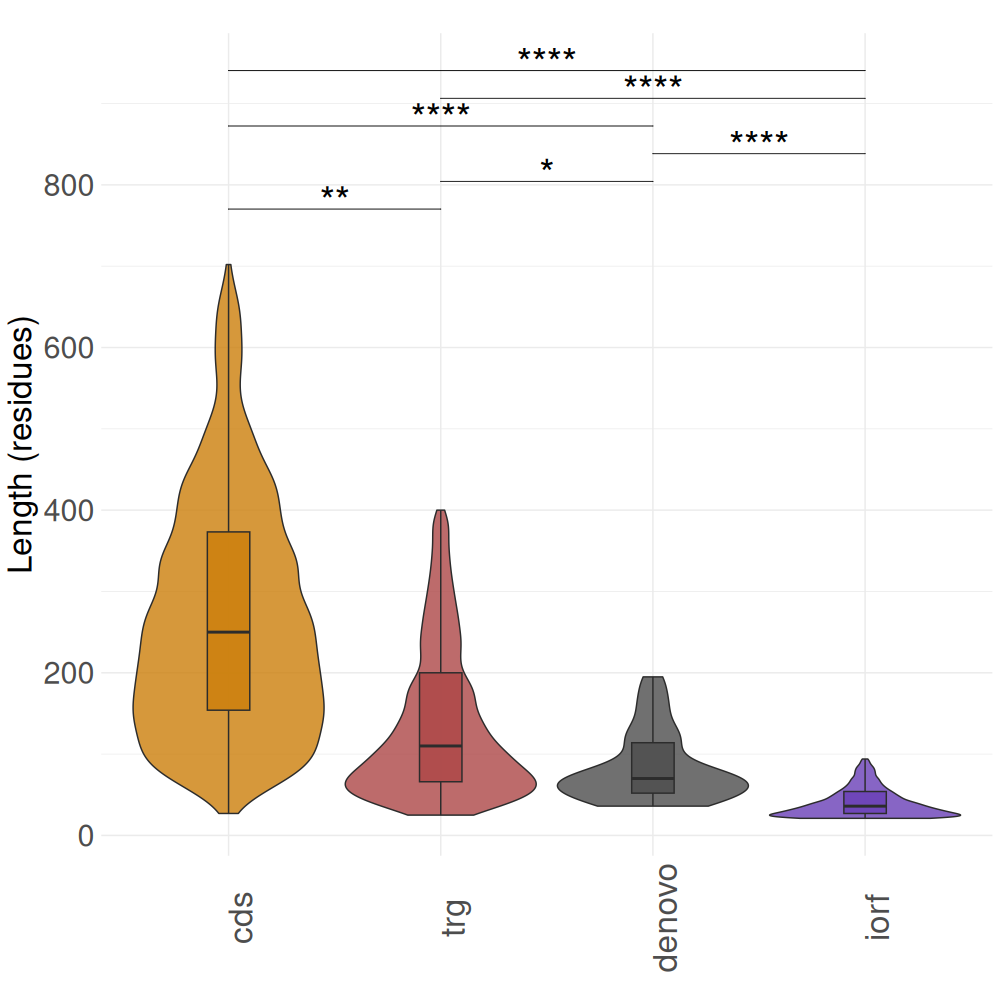 ****
****
****
****
*
**
Length (residues)
800
600
400
200
0
cds
trg
denovo
iorf